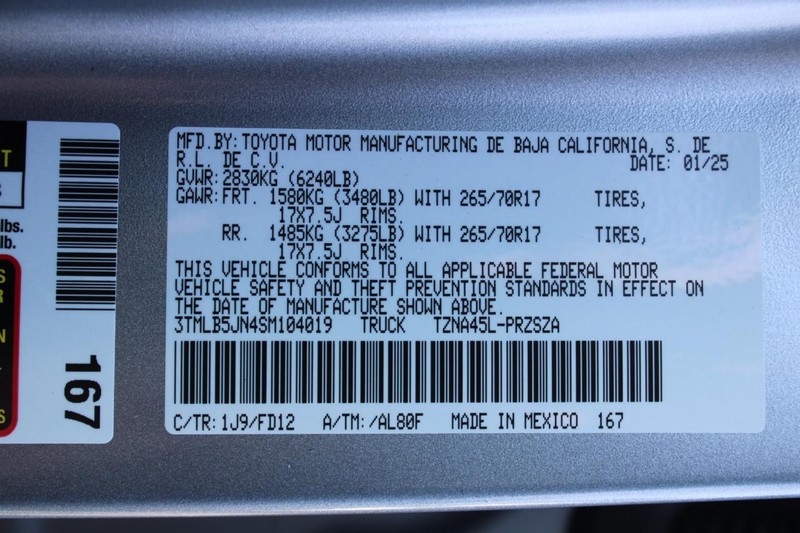 MFD.BY: TOYOTA MOTOR MANUFACTURING DE BAJA CALIFORNIA, S. DE
R.L. DE C.V. DATE: 01/25
GVWR: 2830KG (6240LB)
GAWR: FRT. 1580KG (3480LB) WITH 265/70R17 TIRES,
17X7.5J RIMS.
RR. 1485KG (3275LB) WITH 265/70R17 TIRES,
17X7.5J RIMS.
THIS VEHICLE CONFORMS TO ALL APPLICABLE FEDERAL MOTOR
VEHICLE SAFETY AND THEFT PREVENTION STANDARDS IN EFFECT ON
THE DATE OF MANUFACTURE SHOWN ABOVE.
3TMLB5JN4SM104019 TRUCK TZNA45L-PRZSZA
C/TR: 1J9/FD12 A/TM: /AL80F MADE IN MEXICO 167
lbs.
lb.
167